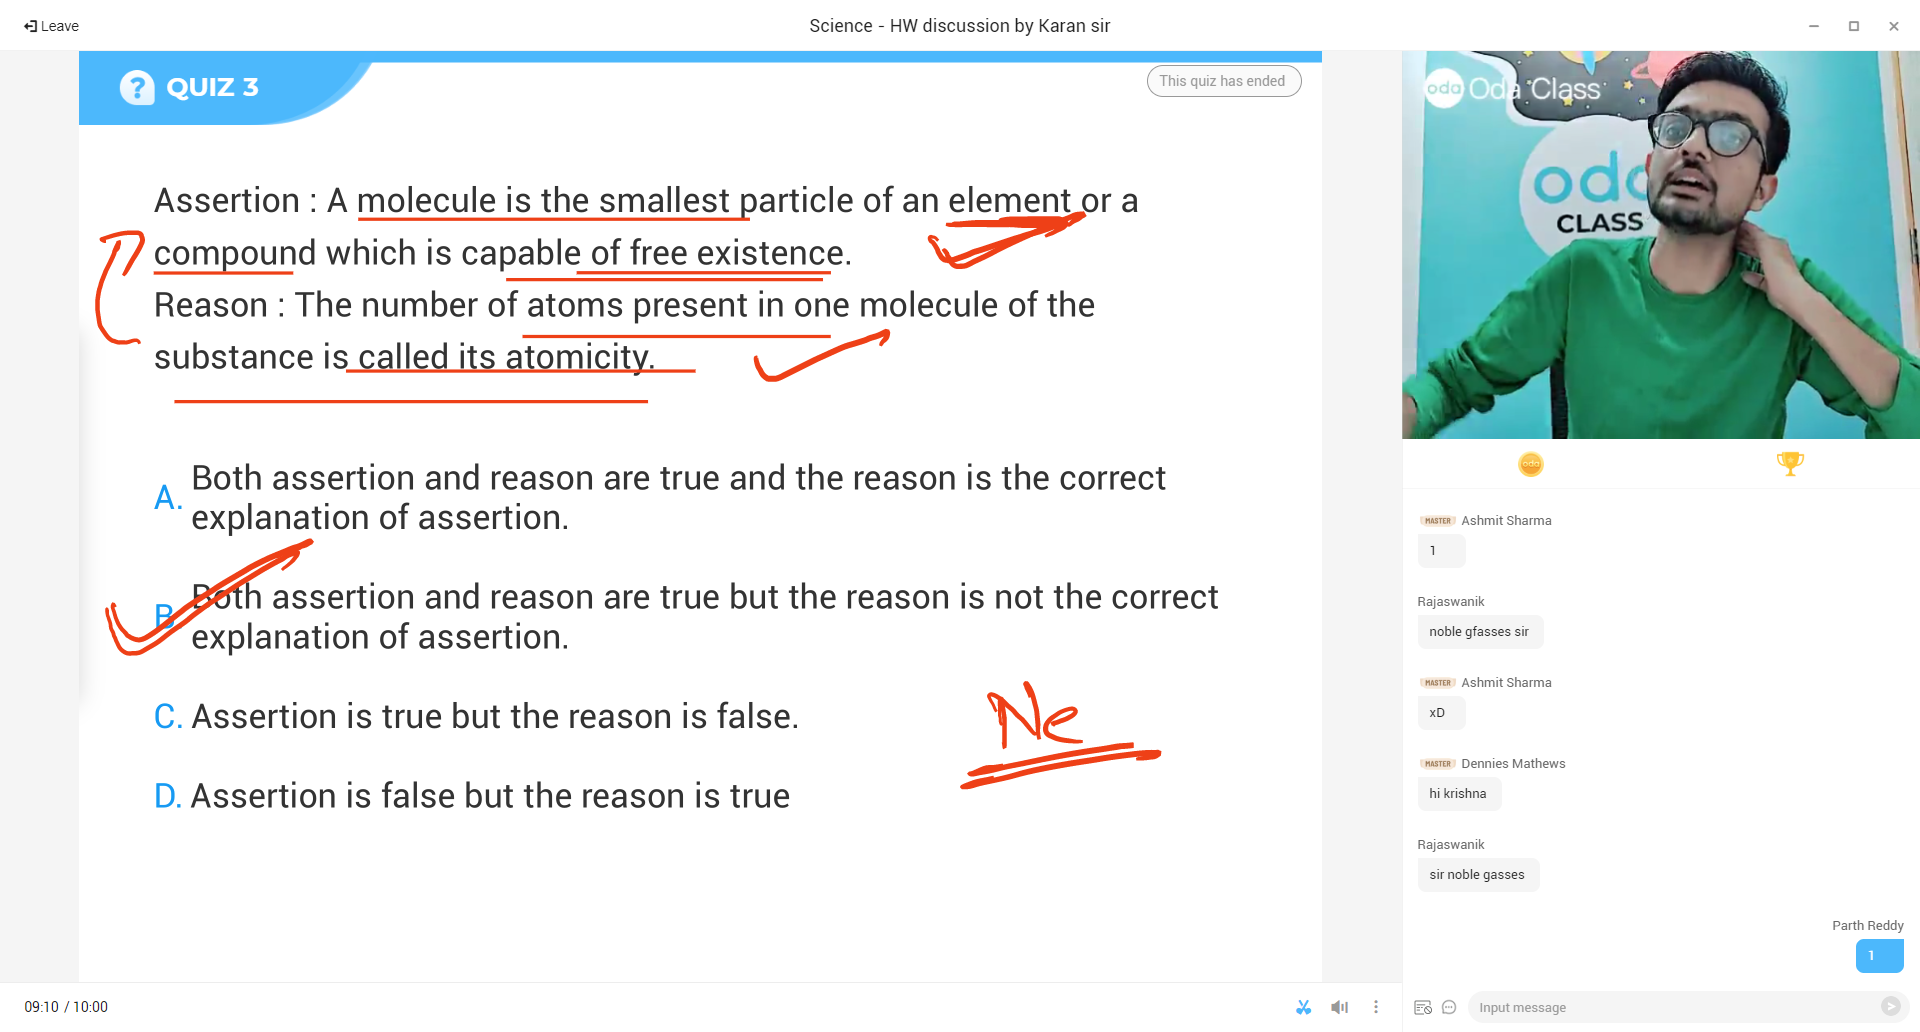 Leave
Science - HW discussion by Karan sir
? QUIZ 3
This quiz has ended
Assertion : A molecule is the smallest particle of an element or a
compound which is capable of free existence.
Reason : The number of atoms present in one molecule of the
substance is called its atomicity.
A. Both assertion and reason are true and the reason is the correct
explanation of assertion.
B. Both assertion and reason are true but the reason is not the correct
explanation of assertion.
C. Assertion is true but the reason is false.
Ne
D. Assertion is false but the reason is true
09:10 / 10:00
oda Oda Class
oda
CLASS
oda
MASTER Ashmit Sharma
1
Rajaswanik
noble gfasses sir
MASTER Ashmit Sharma
xD
MASTER Dennies Mathews
hi krishna
Rajaswanik
sir noble gasses
Parth Reddy
1
Input message